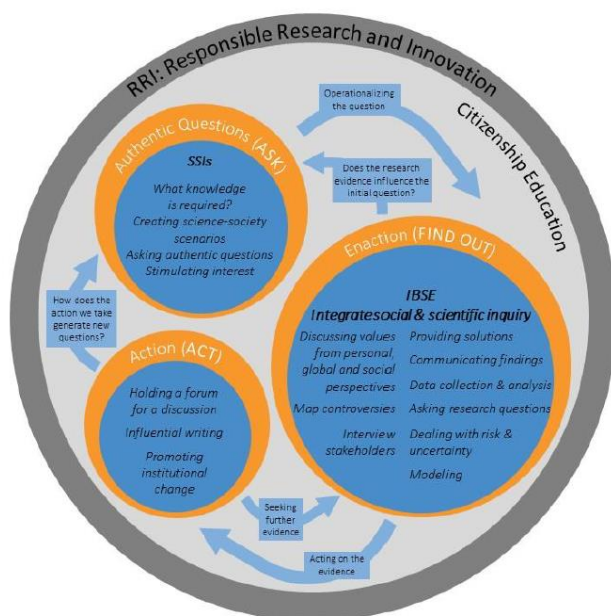 RRI: Responsible Research and Innovation
Citizenship Education
Operationalizing
the question
Authentic Questions (ASK)
SSIs
What knowledge
is required?
Creating science-society
scenarios
Asking authentic questions
Stimulating interest
Does the research
evidence influence the
initial question?
Enaction (FIND OUT)
IBSE
Integrate social & scientific inquiry
Discussing values
from personal,
global and social
perspectives
Map controversies
Interview
stakeholders
Providing solutions
Communicating findings
Data collection & analysis
Asking research questions
Dealing with risk &
uncertainty
Modeling
How does the
action we take
generate new
questions?
Action (ACT)
Holding a forum
for a discussion
Influential writing
Promoting
institutional
change
Seeking
further
evidence
Acting on the
evidence